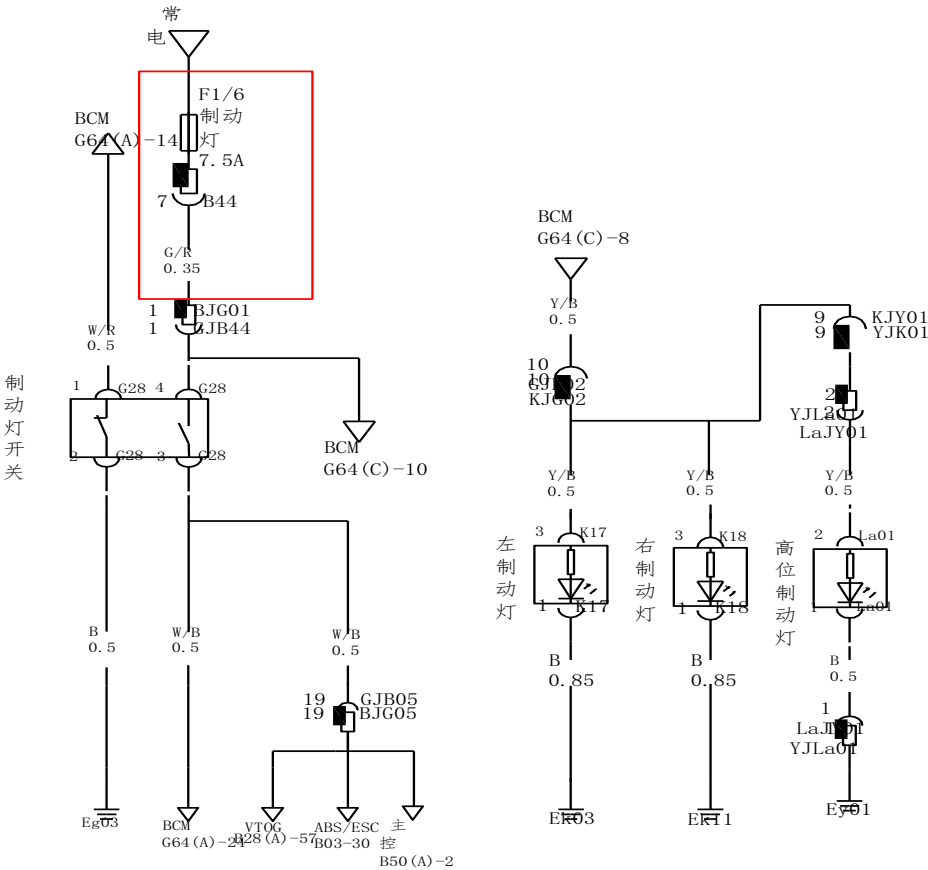 常
电
F1/6
制动
灯
7.5A
BCM
G64(A)-14
7 B44
G/R
0.35
1 BJG01
1 GJB44
W/R
0.5
制
动
灯
开
关
1 G28 4 G28
2 G28 3 G28
BCM
G64(C)-10
B
0.5
W/B
0.5
W/B
0.5
19 GJB05
19 BJG05
Eg03
BCM
G64(A)-24
VTOG
B28(A)-57
ABS/ESC
B03-30
主
控
B50(A)-2
BCM
G64(C)-8
Y/B
0.5
10
10
GJK02
KJG02
9 KJY01
9 YJK01
2
2
YJLa01
LaJY01
Y/B
0.5
Y/B
0.5
Y/B
0.5
左
制
动
灯
3 K17
1 K17
右
制
动
灯
3 K18
1 K18
高
位
制
动
灯
2 La01
1 La01
B
0.85
B
0.85
B
0.5
1
LaJY01
YJLa01
Ek03
Ek11
Ey01